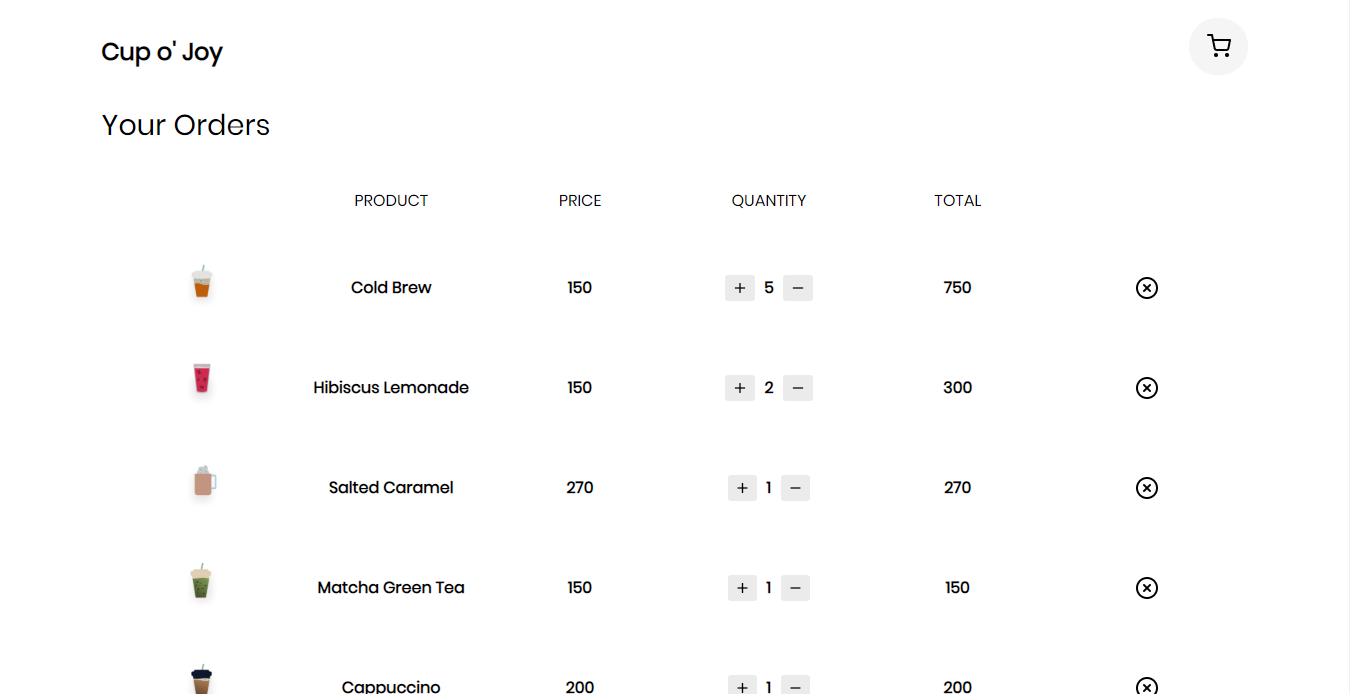 Cup o' Joy
Your Orders
PRODUCT PRICE QUANTITY TOTAL
Cold Brew 150 + 5 − 750
Hibiscus Lemonade 150 + 2 − 300
Salted Caramel 270 + 1 − 270
Matcha Green Tea 150 + 1 − 150
Cappuccino 200 + 1 − 200